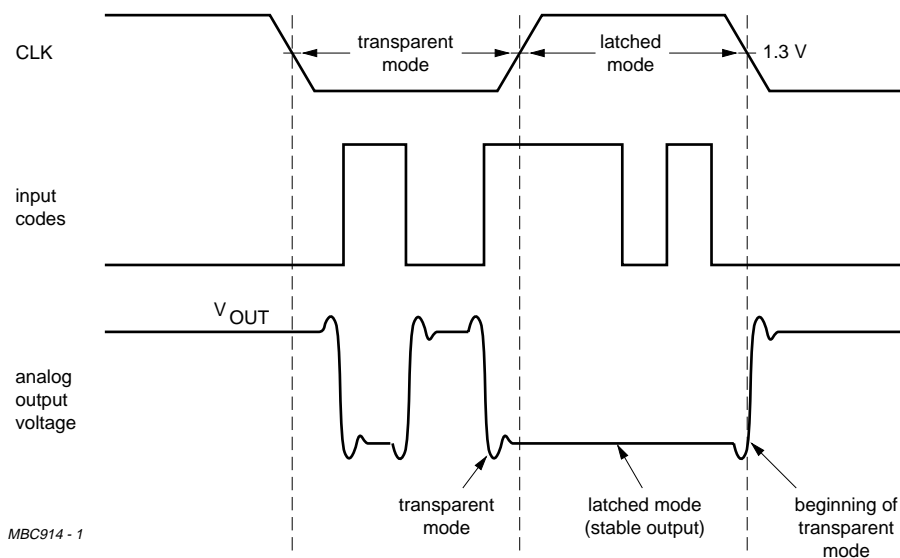 CLK
transparent
mode
latched
mode
1.3 V
input
codes
V OUT
analog
output
voltage
transparent
mode
latched mode
(stable output)
beginning of
transparent
mode
MBC914 - 1